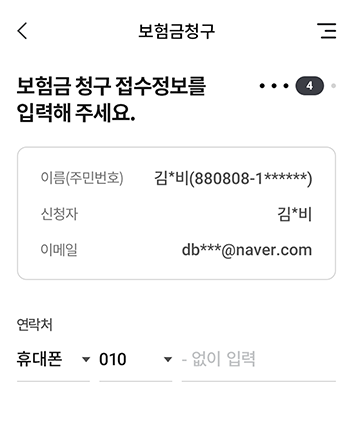 보험금청구
보험금 청구 접수정보를
4
입력해 주세요.
이름(주민번호) 김*비(880808-1******)
신청자 김*비
이메일 db***@naver.com
연락처
휴대폰 010 - 없이 입력